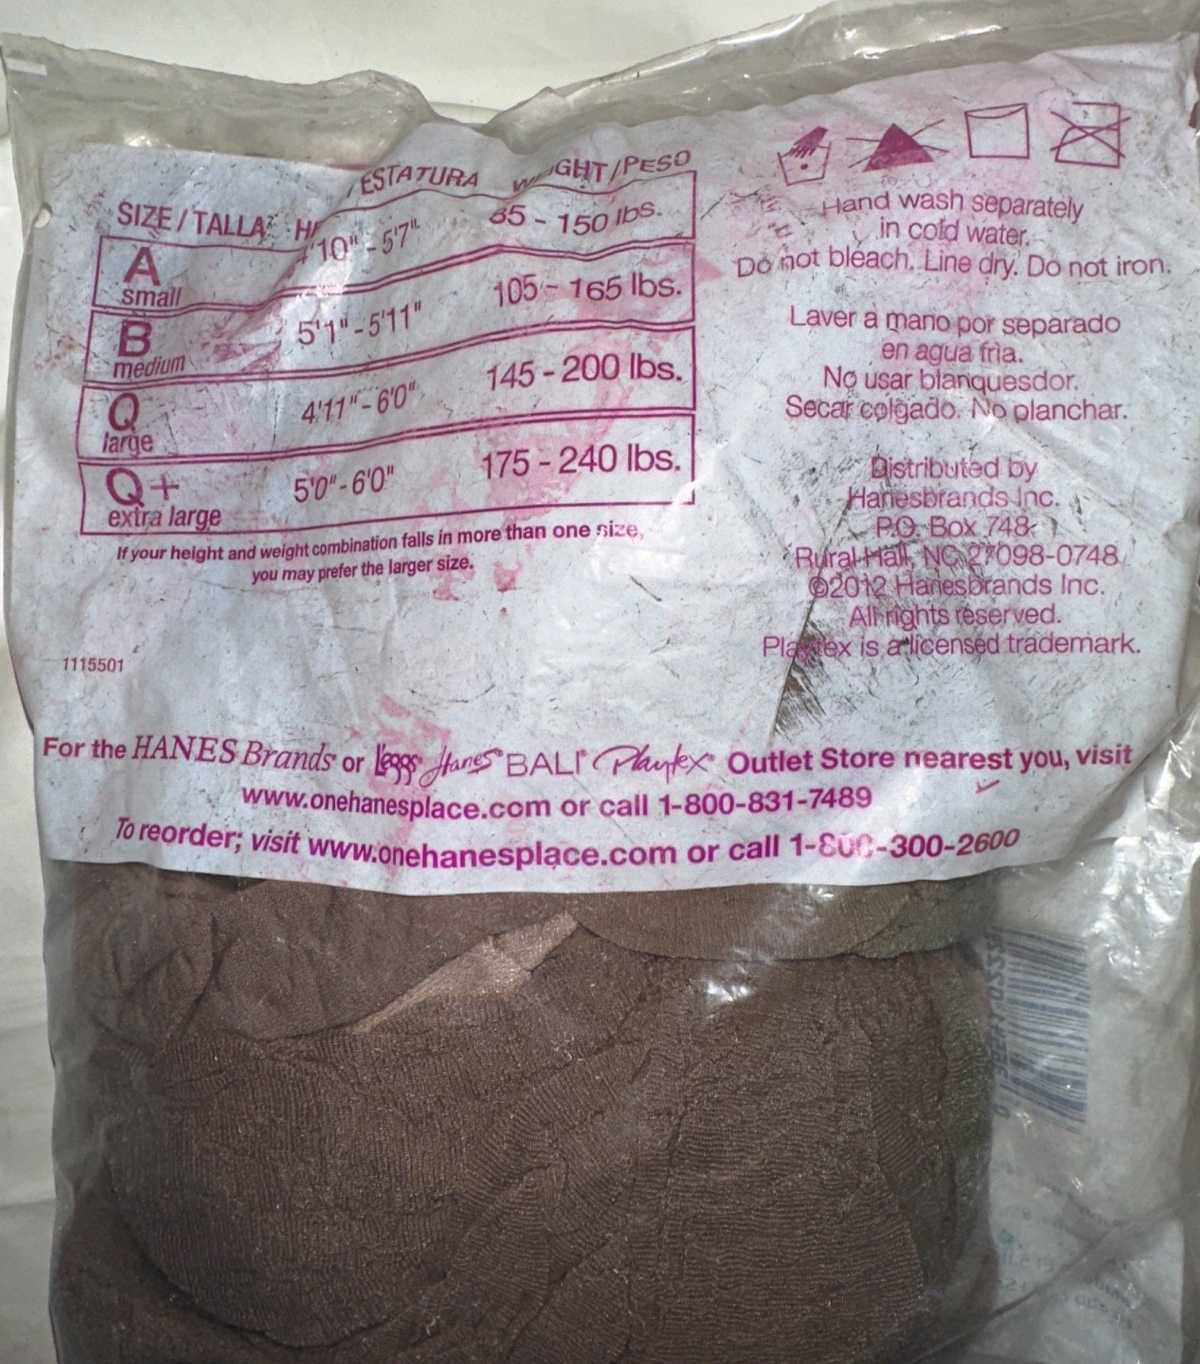 SIZE/TALLA /ESTATURA /PESO
A
small
10" - 5'7" 85 - 150 lbs.
B
medium
5'1" - 5'11" 105 - 165 lbs.
Q
large
4'11" - 6'0" 145 - 200 lbs.
Q+
extra large
5'0" - 6'0" 175 - 240 lbs.
If your height and weight combination falls in more than one size,
you may prefer the larger size.
1115501
Hand wash separately
in cold water.
Do not bleach. Line dry. Do not iron.
Laver a mano por separado
en agua fria.
No usar blanquesdor.
Secar colgado. No planchar.
Distributed by
Hanesbrands Inc.
P.O. Box 748
Rural Hall, NC 27098-0748
©2012 Hanesbrands Inc.
All rights reserved.
Playtex is a licensed trademark.
For the HANES Brands or L'eggs Hanes BALI Playtex Outlet Store nearest you, visit
www.onehanesplace.com or call 1-800-831-7489
To reorder; visit www.onehanesplace.com or call 1-800-300-2600